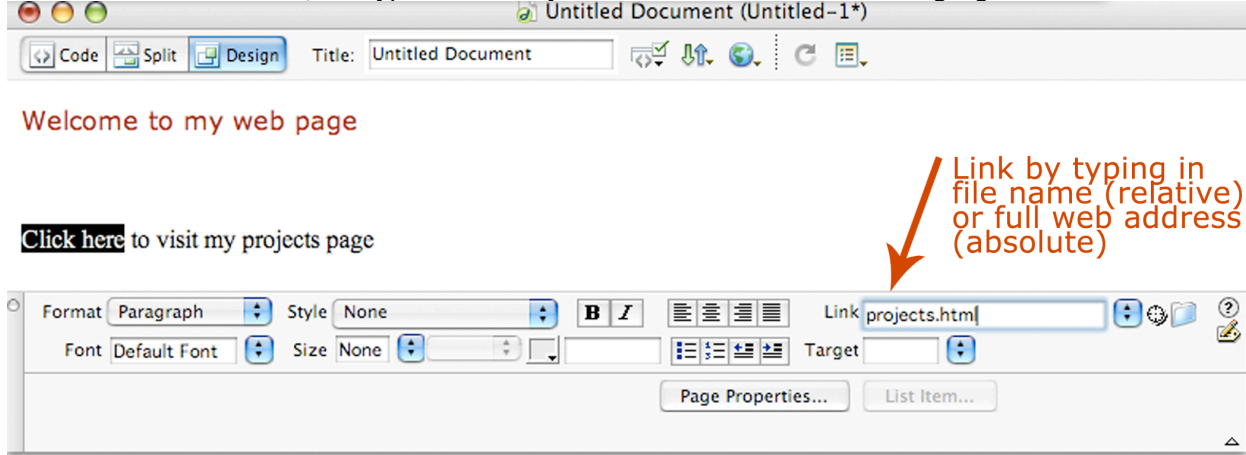 Untitled Document (Untitled-1*)
Code Split Design Title: Untitled Document
Welcome to my web page
Link by typing in
file name (relative)
or full web address
(absolute)
Click here to visit my projects page
Format Paragraph Style None B I Link projects.html
Font Default Font Size None Target
Page Properties... List Item...